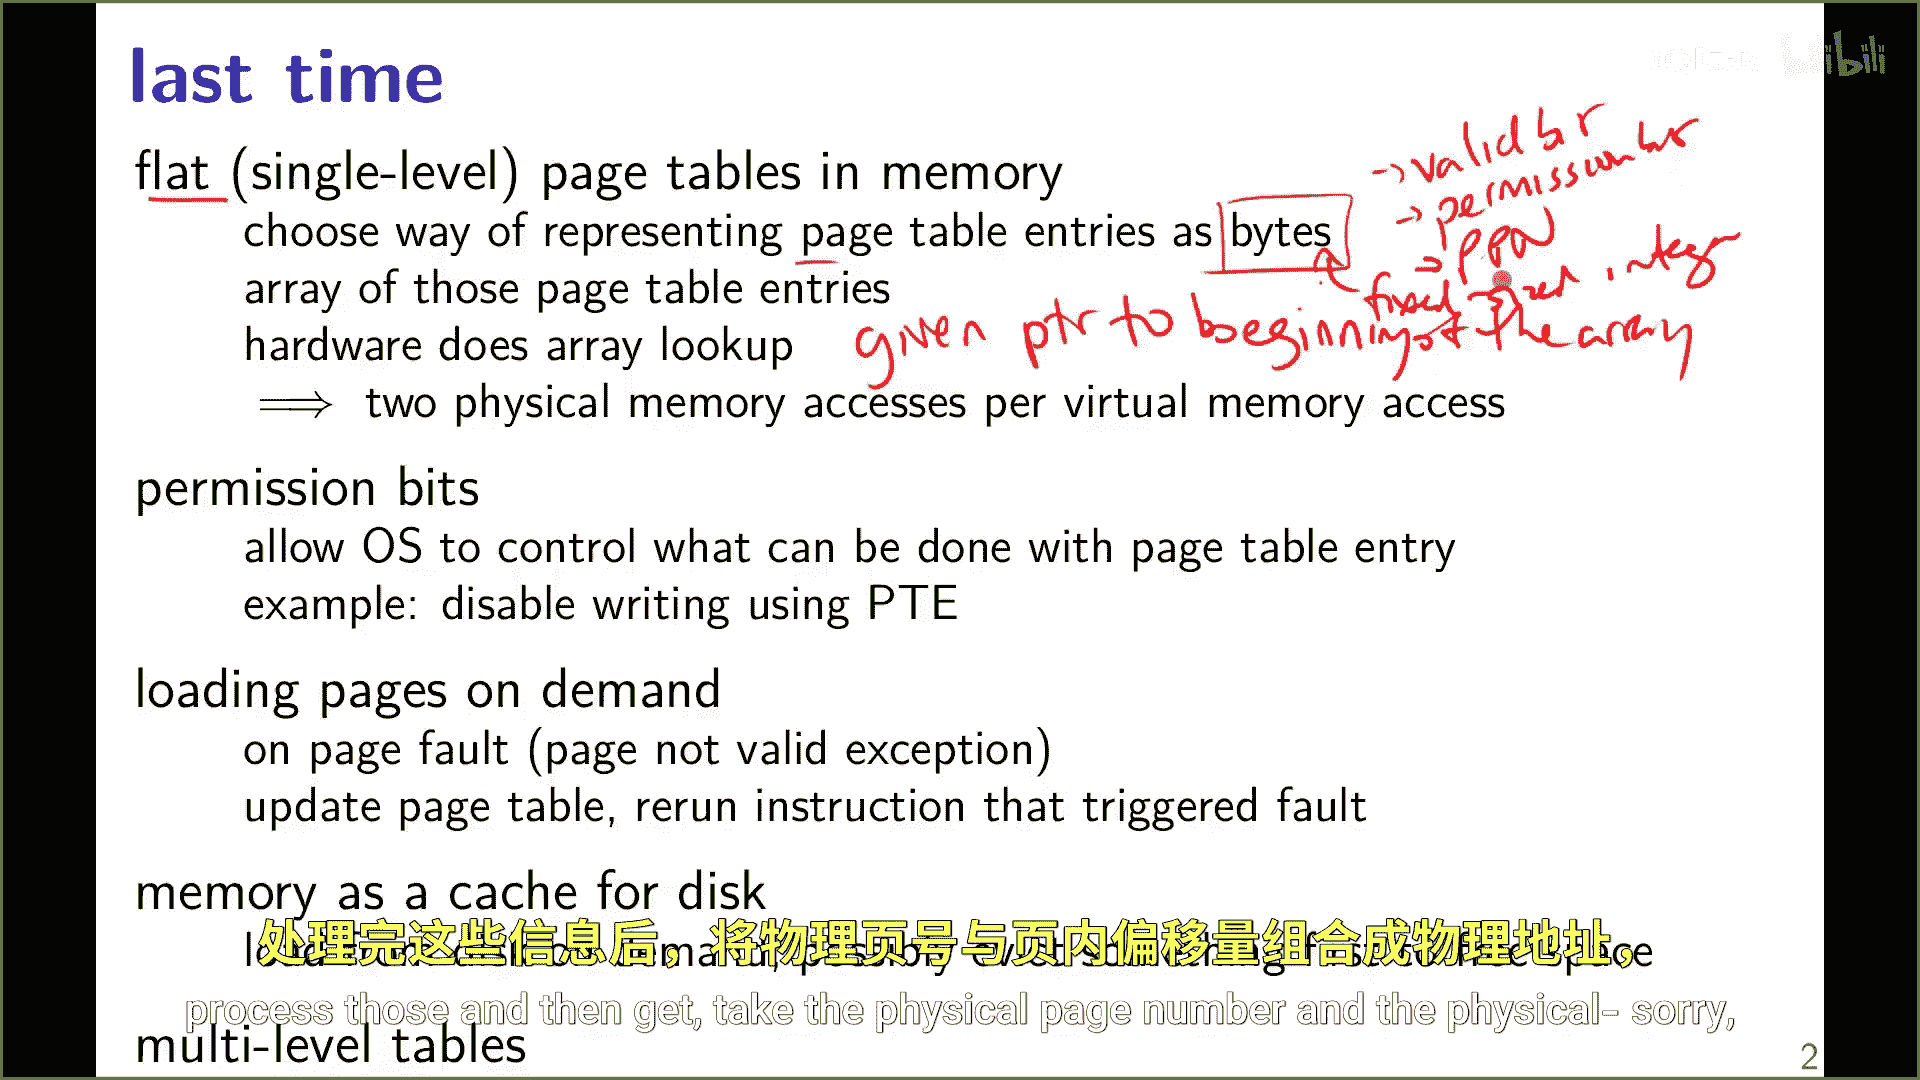 last time
bilibili
flat (single-level) page tables in memory
→ valid bit
→ permission bits
→ PPN
choose way of representing page table entries as bytes
fixed sized integer
array of those page table entries
hardware does array lookup
given ptr to beginning of the array
⟹ two physical memory accesses per virtual memory access
permission bits
allow OS to control what can be done with page table entry
example: disable writing using PTE
loading pages on demand
on page fault (page not valid exception)
update page table, rerun instruction that triggered fault
memory as a cache for disk
处理完这些信息后，将物理页号与页内偏移量组合成物理地址，
process those and then get, take the physical page number and the physical– sorry,
multi-level tables
2